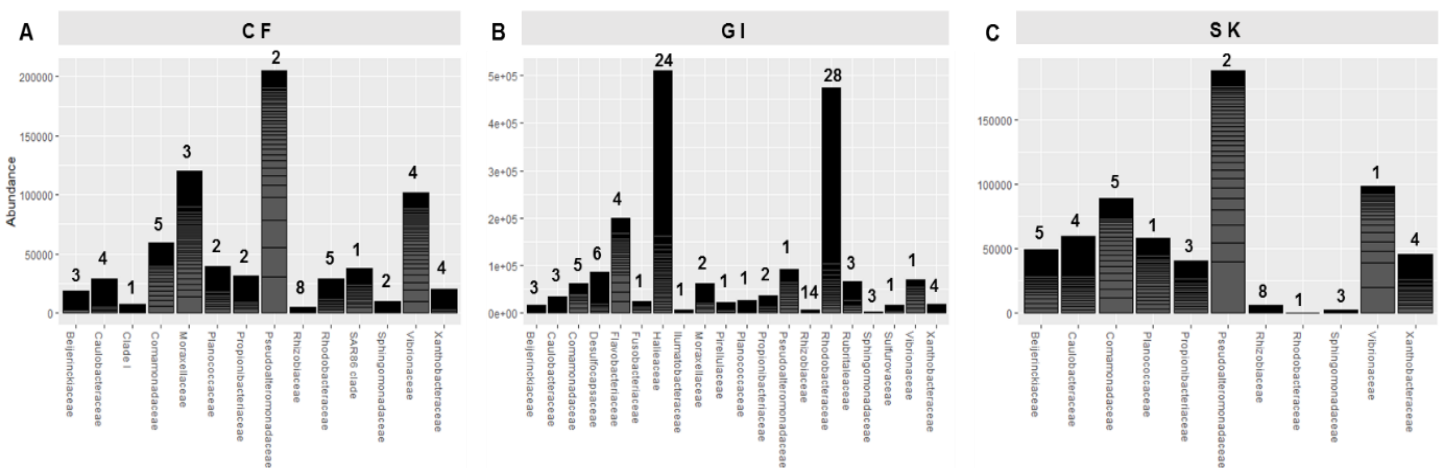 A
C F
B
G I
C
S K
Abundance
200000
150000
100000
50000
0
3
4
1
5
3
2
2
2
8
5
1
2
4
4
Beijerinckiaceae
Caulobacteraceae
Clade I
Comamonadaceae
Moraxellaceae
Planococcaceae
Propionibacteriaceae
Pseudoalteromonadaceae
Rhizobiaceae
Rhodobacteraceae
SAR86 clade
Sphingomonadaceae
Vibrionaceae
Xanthobacteraceae
5e+05
4e+05
3e+05
2e+05
1e+05
0e+00
3
3
5
6
4
1
24
1
2
1
1
2
1
14
28
3
3
1
1
4
Beijerinckiaceae
Caulobacteraceae
Comamonadaceae
Desulfocapsaceae
Flavobacteriaceae
Fusobacteriaceae
Halieaceae
Ilumatobacteraceae
Moraxellaceae
Pirellulaceae
Planococcaceae
Propionibacteriaceae
Pseudoalteromonadaceae
Rhizobiaceae
Rhodobacteraceae
Rubritaleaceae
Sphingomonadaceae
Sulfurovaceae
Vibrionaceae
Xanthobacteraceae
150000
100000
50000
0
5
4
5
1
3
2
8
1
3
1
4
Beijerinckiaceae
Caulobacteraceae
Comamonadaceae
Planococcaceae
Propionibacteriaceae
Pseudoalteromonadaceae
Rhizobiaceae
Rhodobacteraceae
Sphingomonadaceae
Vibrionaceae
Xanthobacteraceae